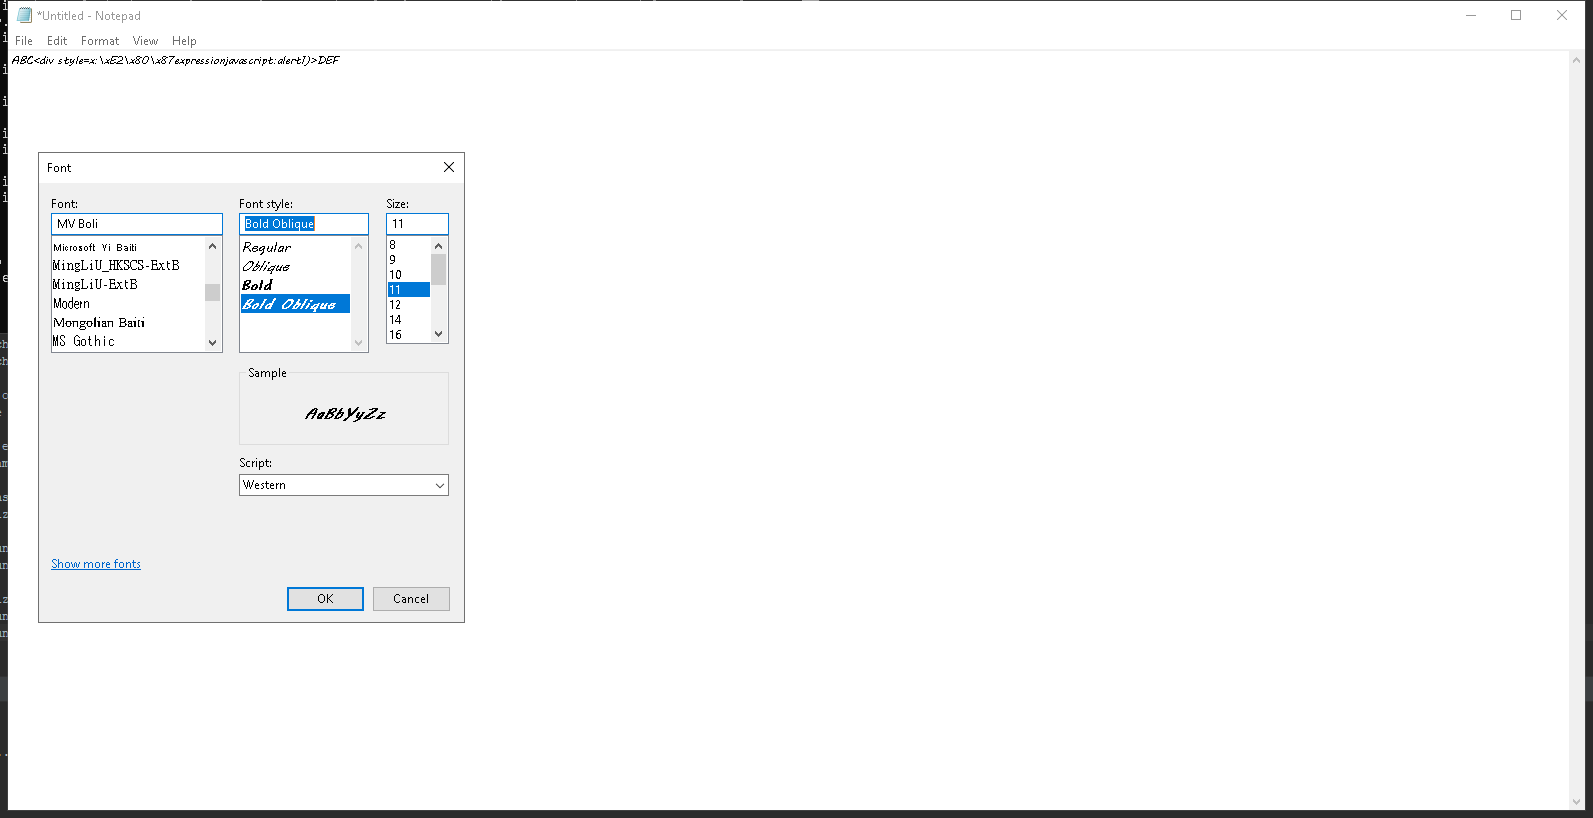 *Untitled - Notepad
File Edit Format View Help
ABC<div style=x:\xE2\x80\x87expressionjavascript:alert1)>DEF
Font
Font: Font style: Size:
MV Boli Bold Oblique 11
Microsoft Yi Baiti Regular 8
MingLiU_HKSCS-ExtB Oblique 9
MingLiU-ExtB Bold 10
Modern Bold Oblique 11
Mongolian Baiti 12
MS Gothic 14
16
Sample
AaBbYyZz
Script:
Western
Show more fonts
OK Cancel